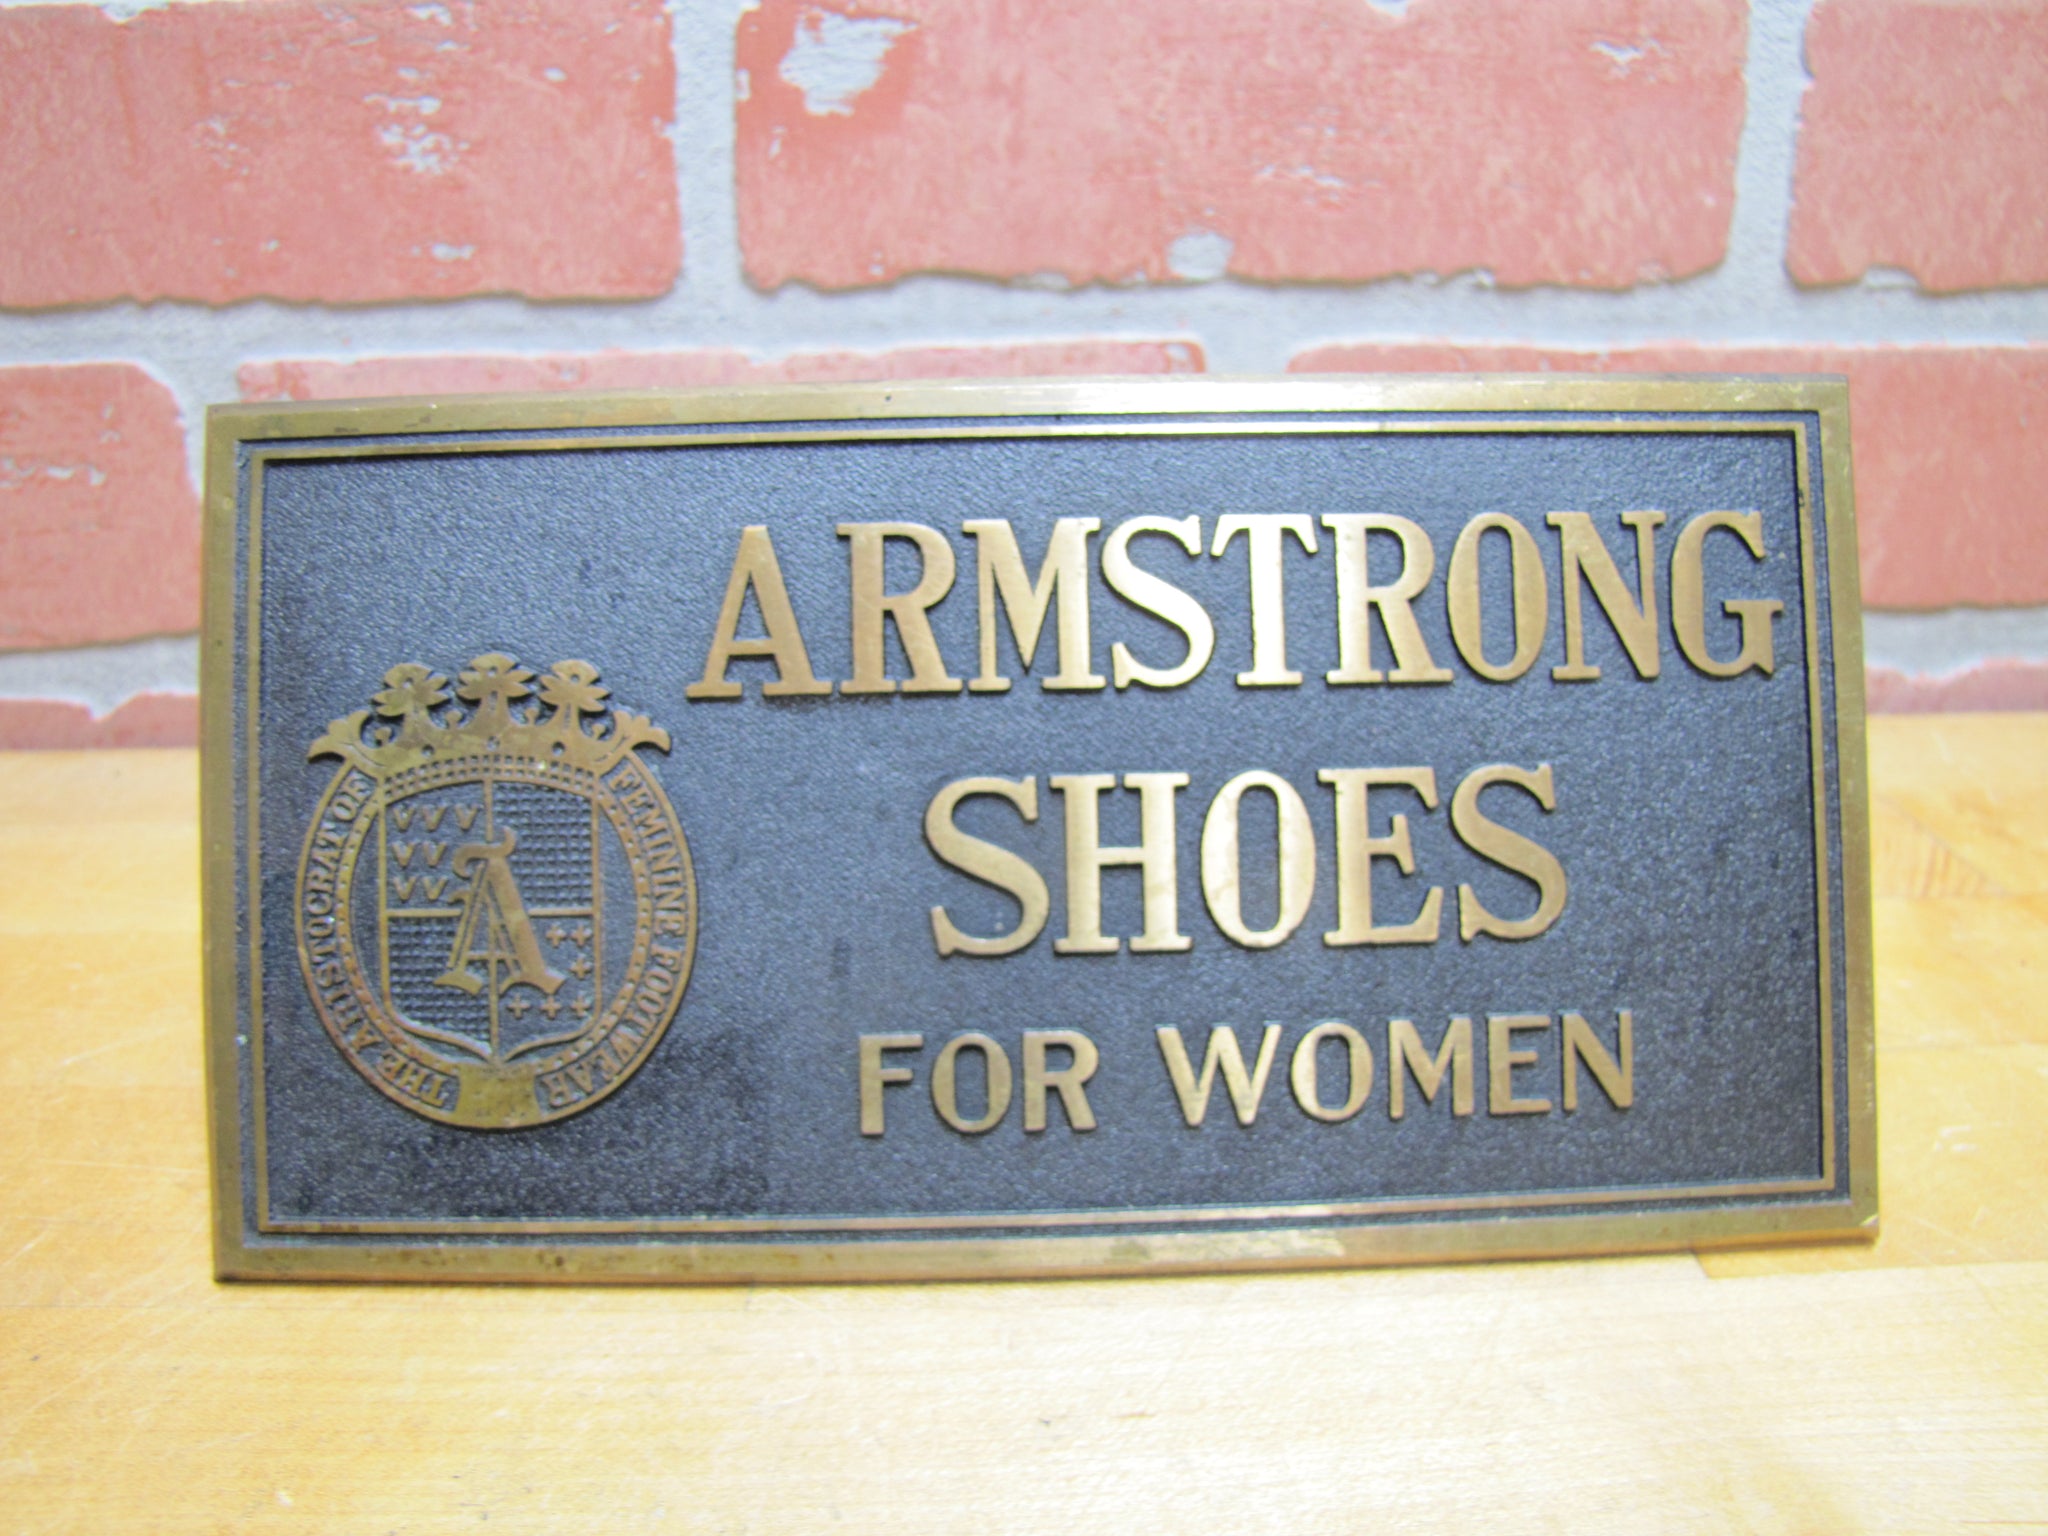 ARMSTRONG
SHOES
FOR WOMEN
THE ARISTOCRAT OF FEMININE FOOTWEAR
A